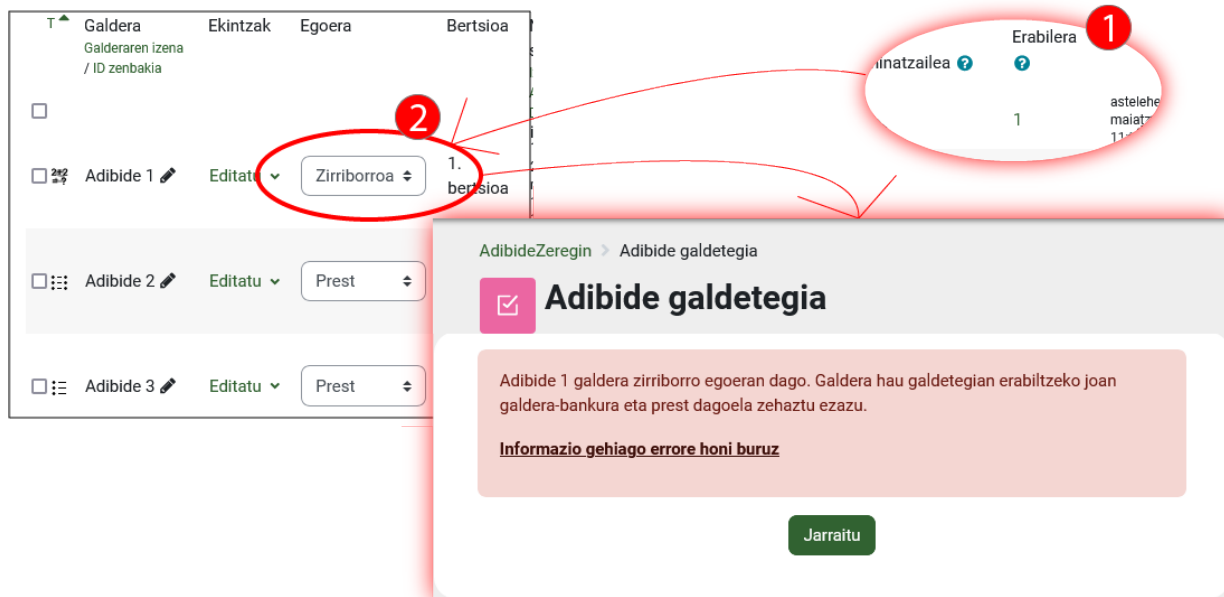 T Galdera Ekintzak Egoera Bertsioa
Galderaren izena
/ ID zenbakia
2
Adibide 1 Editatu Zirriborroa 1.
bertsioa
Adibide 2 Editatu Prest
Adibide 3 Editatu Prest
1
Erabilera
?
1
maiatz
AdibideZeregin > Adibide galdetegia
Adibide galdetegia
Adibide 1 galdera zirriborro egoeran dago. Galdera hau galdetegian erabiltzeko joan
galdera-bankura eta prest dagoela zehaztu ezazu.
Informazio gehiago errore honi buruz
Jarraitu